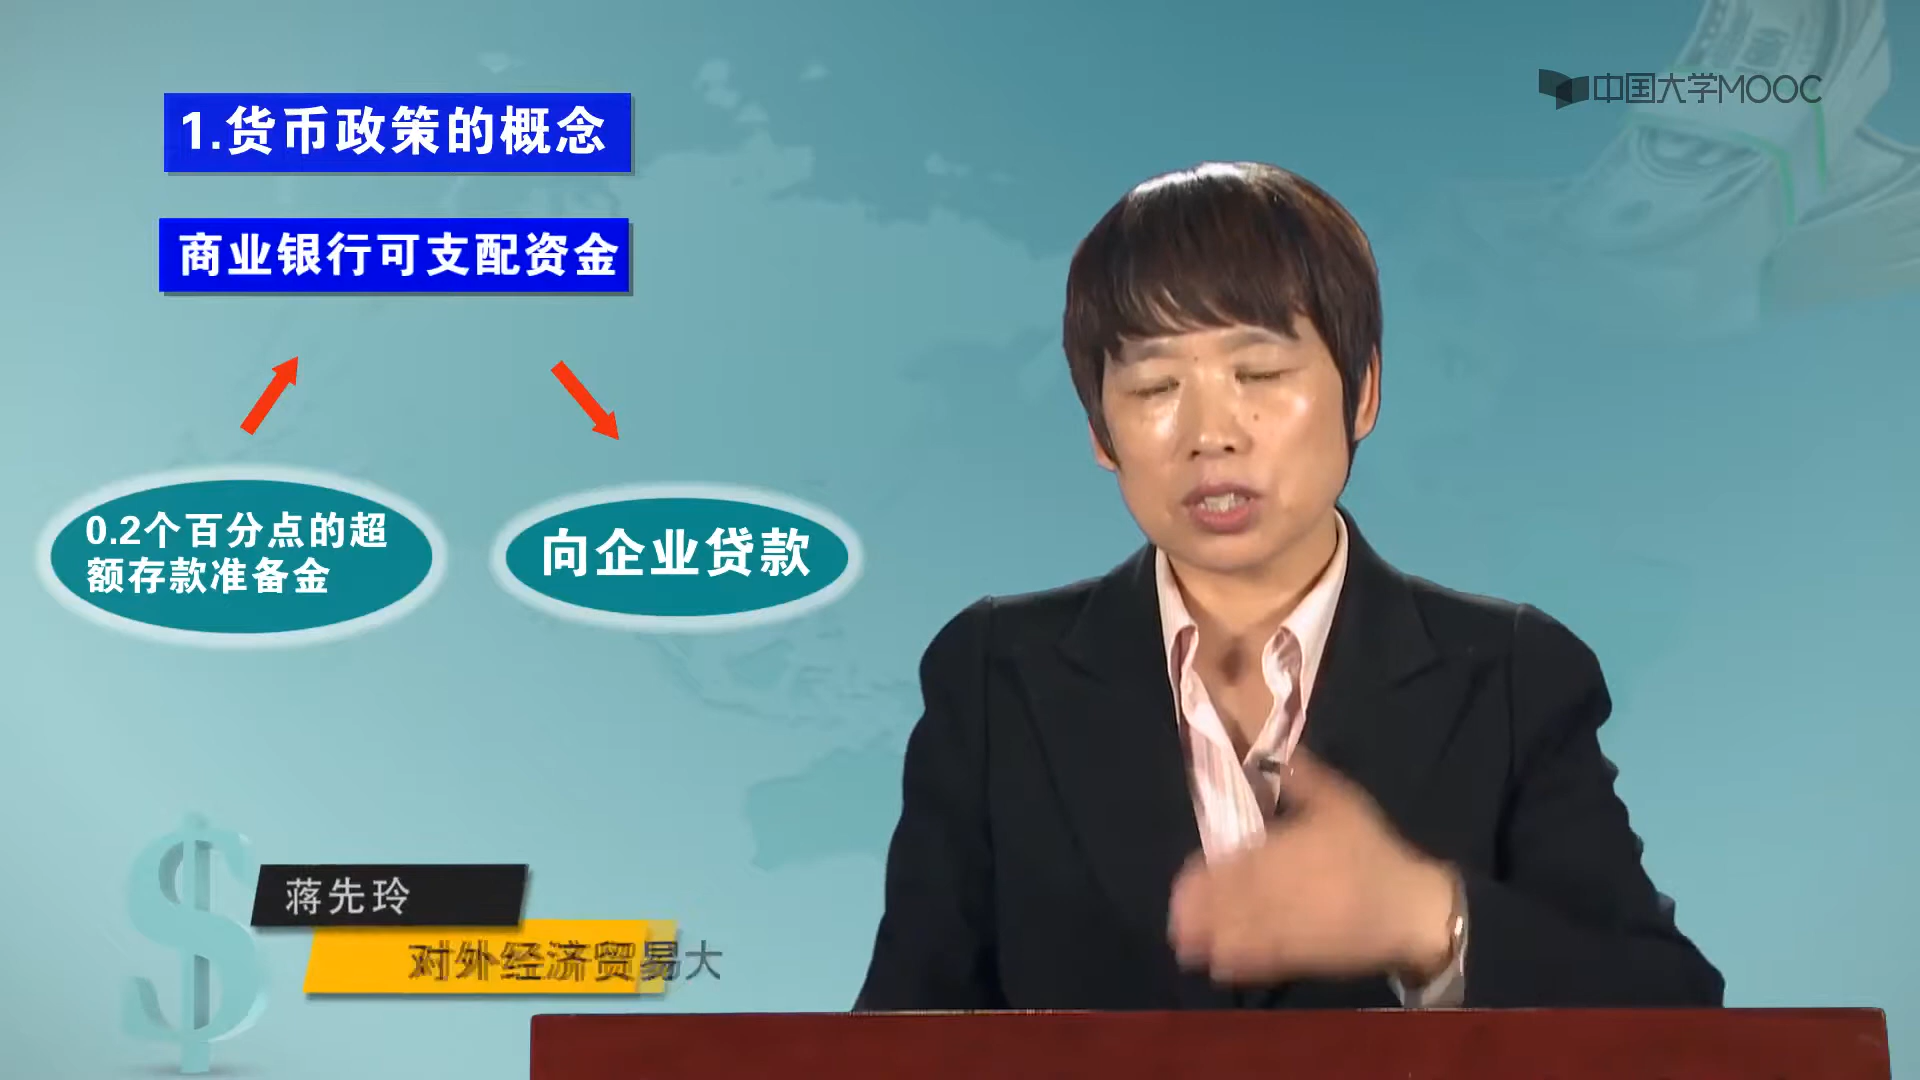 中国大学MOOC
1.货币政策的概念
商业银行可支配资金
0.2个百分点的超
额存款准备金
向企业贷款
蒋先玲
对外经济贸易大